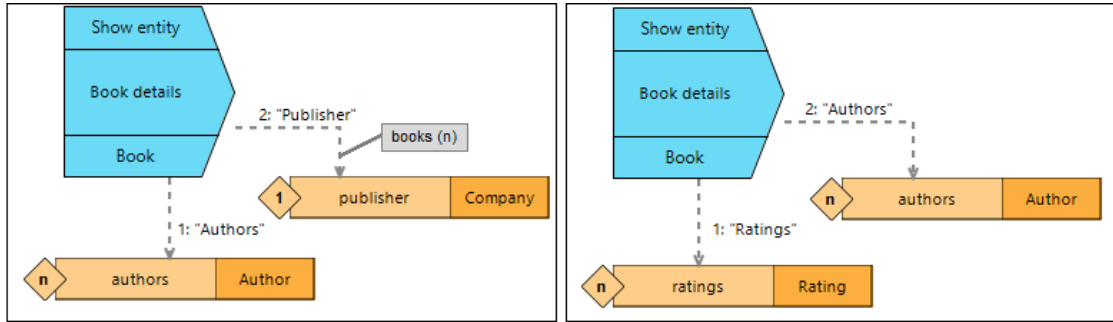 Show entity
Book details
Book
2: "Publisher"
books (n)
1
publisher
Company
1: "Authors"
n
authors
Author
Show entity
Book details
Book
2: "Authors"
n
authors
Author
1: "Ratings"
n
ratings
Rating